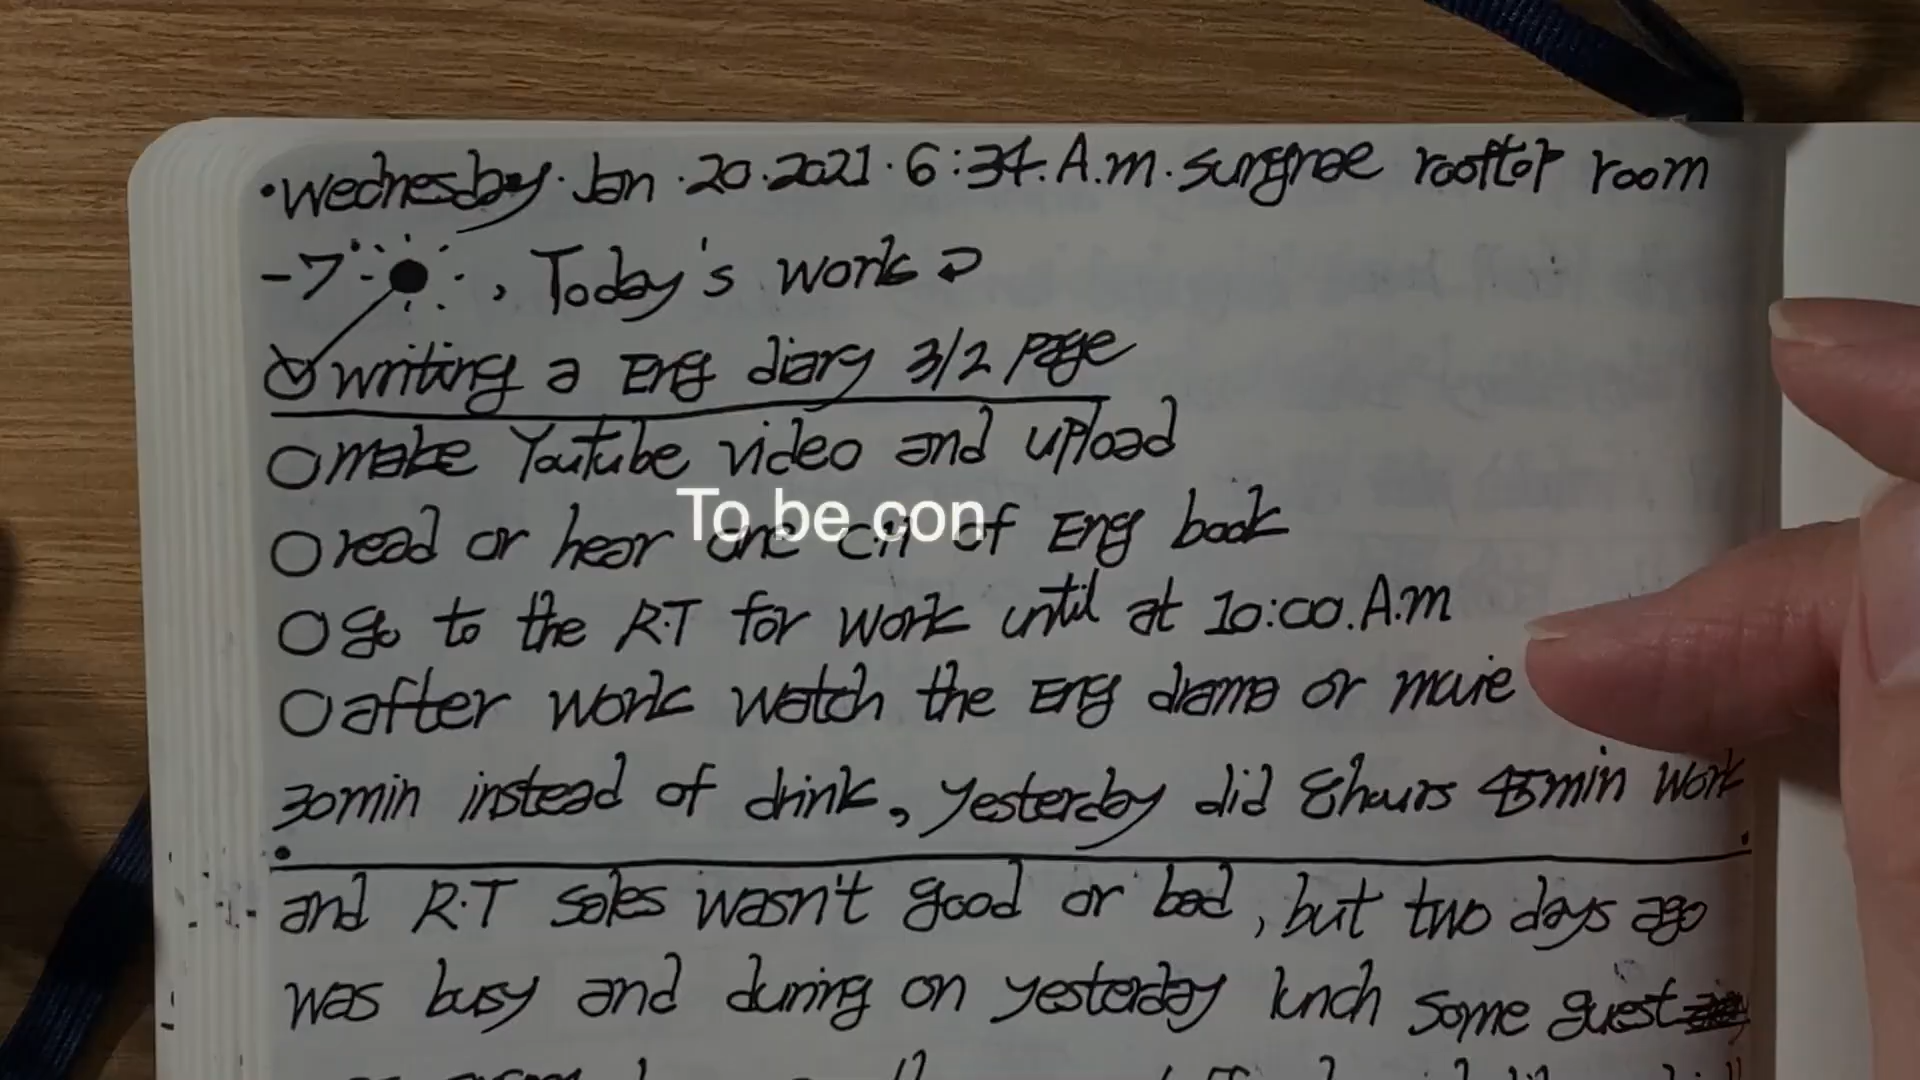 •Wednesday. Jan. 20. 2021. 6:34. A.m. sungnae rooftop room
-7 , Today's work
writing a Eng diary 3/2 page
make Youtube video and upload
read or hear one of Eng book
To be con
go to the R.T for work until at 10:00. A.m
after work watch the Eng drama or movie
30min instead of drink, yesterday did 8hours 45min work
and R.T sales wasn't good or bad, but two days ago
was busy and during on yesterday lunch some guest